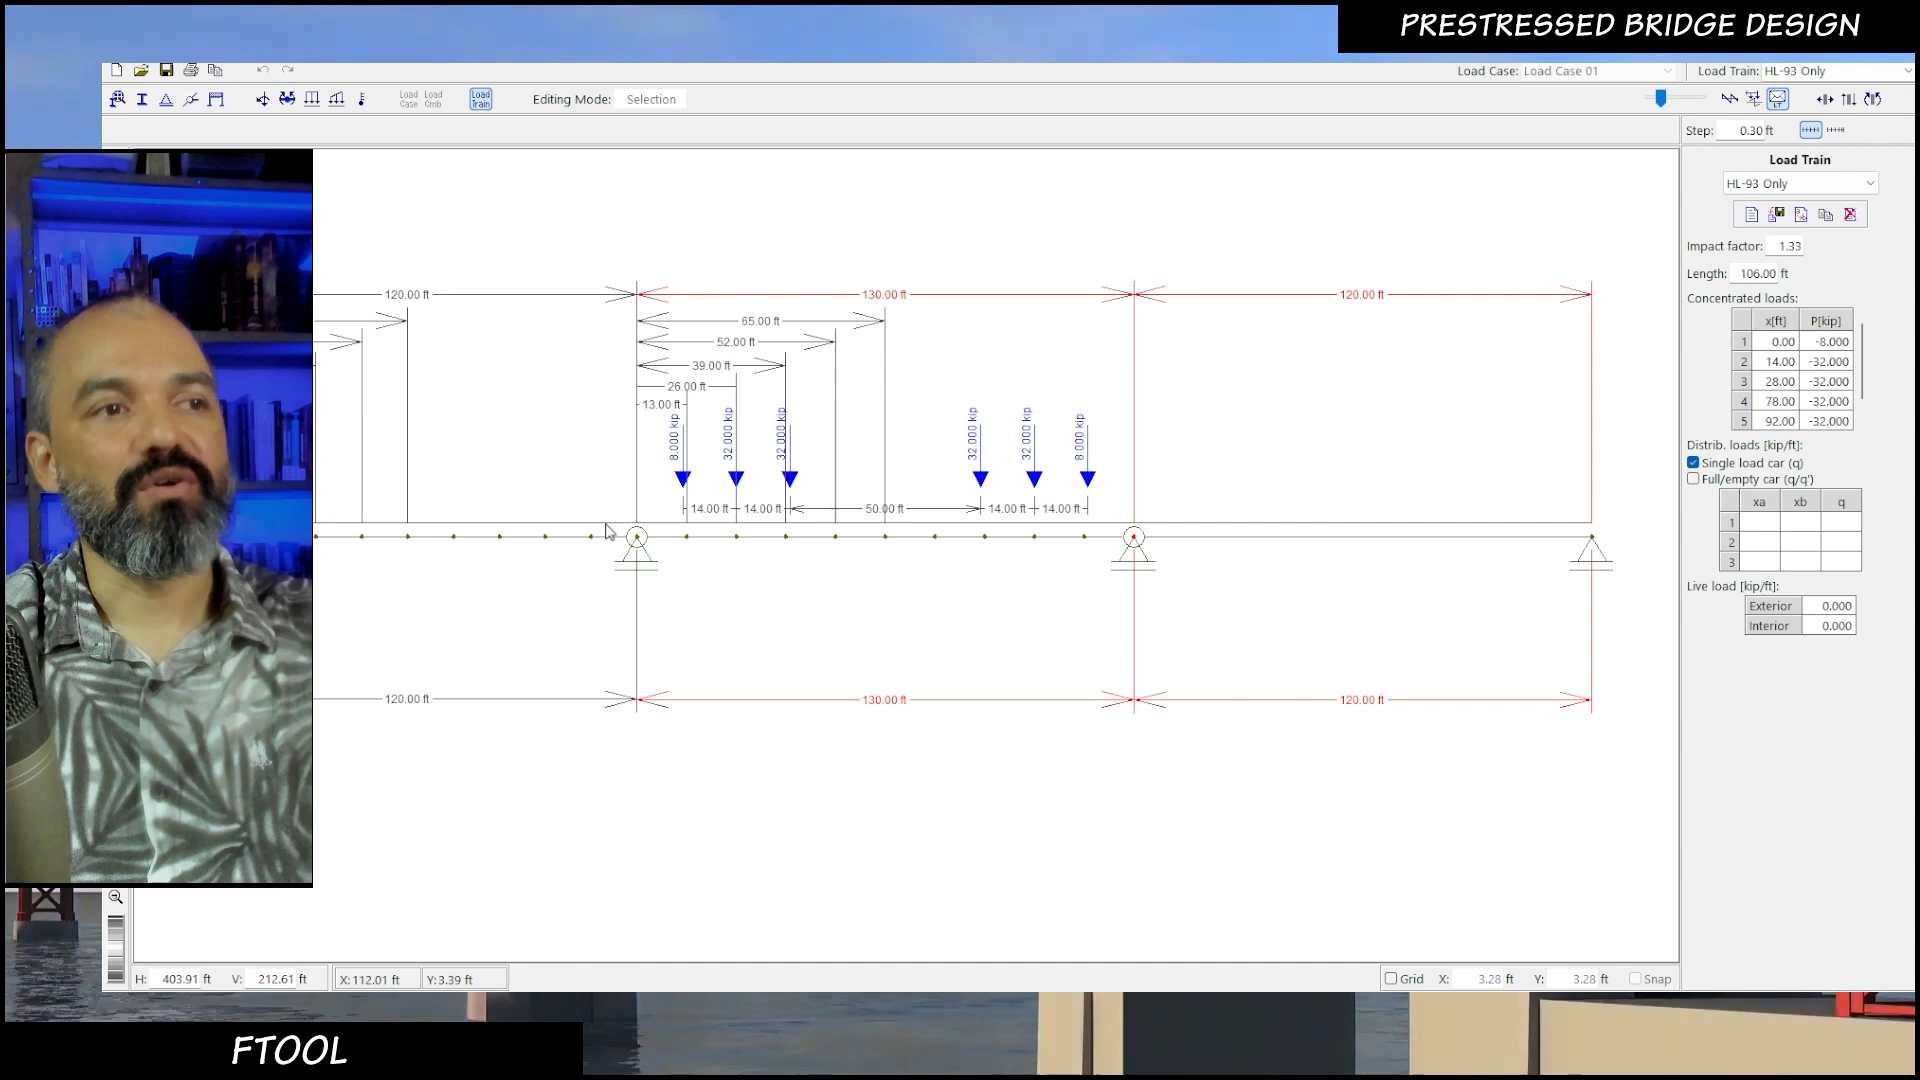 PRESTRESSED BRIDGE DESIGN
Load Case: Load Case 01
Load Train: HL-93 Only
Load Case
Load Cmb
Load Train
Editing Mode: Selection
LT
Step: 0.30 ft
Load Train
HL-93 Only
Impact factor: 1.33
Length: 106.00 ft
Concentrated loads:
x[ft] P[kip]
1 0.00 -8.000
2 14.00 -32.000
3 28.00 -32.000
4 78.00 -32.000
5 92.00 -32.000
Distrib. loads [kip/ft]:
Single load car (q)
Full/empty car (q/q')
xa xb q
1
2
3
Live load [kip/ft]:
Exterior 0.000
Interior 0.000
120.00 ft 130.00 ft 120.00 ft
65.00 ft
52.00 ft
39.00 ft
26.00 ft
13.00 ft
8.000 kip 32.000 kip 32.000 kip 32.000 kip 32.000 kip 8.000 kip
14.00 ft 14.00 ft 50.00 ft 14.00 ft 14.00 ft
120.00 ft 130.00 ft 120.00 ft
H: 403.91 ft V: 212.61 ft X: 112.01 ft Y: 3.39 ft
Grid X: 3.28 ft Y: 3.28 ft Snap
FTOOL